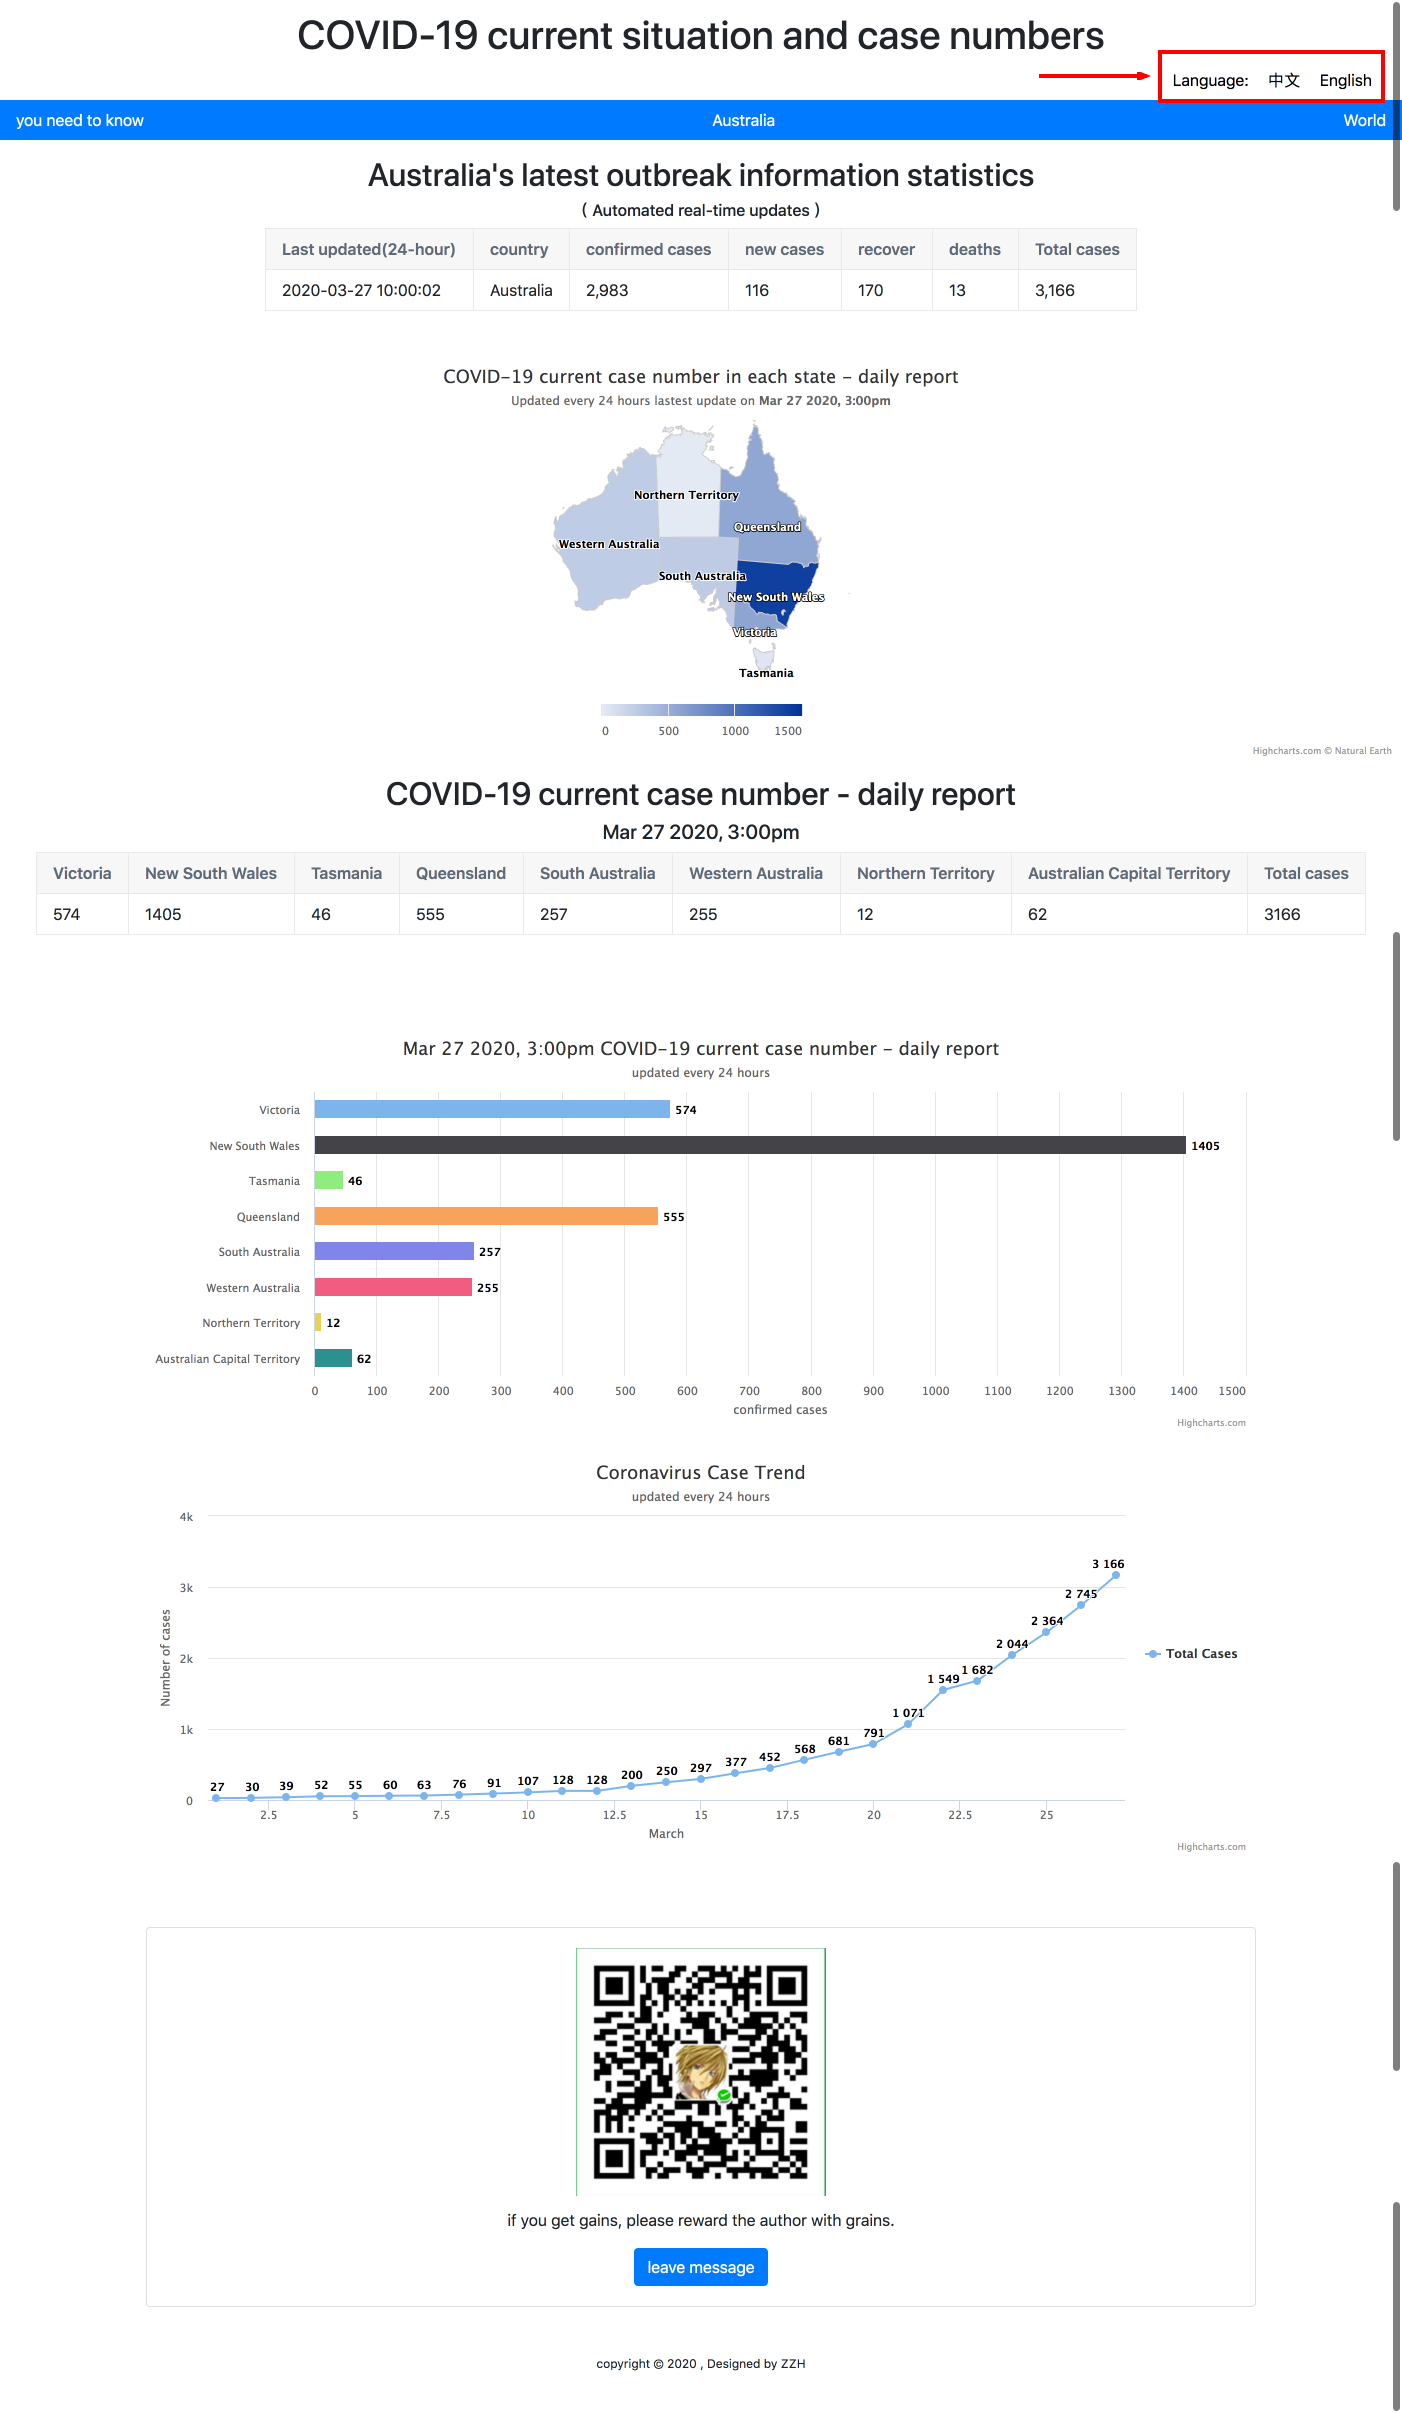 COVID-19 current situation and case numbers
Language: 中文 English
you need to know Australia World
Australia's latest outbreak information statistics
( Automated real-time updates )
Last updated(24-hour) country confirmed cases new cases recover deaths Total cases
2020-03-27 10:00:02 Australia 2,983 116 170 13 3,166
COVID-19 current case number in each state - daily report
Updated every 24 hours lastest update on Mar 27 2020, 3:00pm
Northern Territory
Queensland
Western Australia
South Australia
New South Wales
Victoria
Tasmania
0 500 1000 1500
Highcharts.com © Natural Earth
COVID-19 current case number - daily report
Mar 27 2020, 3:00pm
Victoria New South Wales Tasmania Queensland South Australia Western Australia Northern Territory Australian Capital Territory Total cases
574 1405 46 555 257 255 12 62 3166
Mar 27 2020, 3:00pm COVID-19 current case number - daily report
updated every 24 hours
Victoria 574
New South Wales 1405
Tasmania 46
Queensland 555
South Australia 257
Western Australia 255
Northern Territory 12
Australian Capital Territory 62
0 100 200 300 400 500 600 700 800 900 1000 1100 1200 1300 1400 1500
confirmed cases
Highcharts.com
Coronavirus Case Trend
updated every 24 hours
Number of cases
4k
3k
2k
1k
0
27 30 39 52 55 60 63 76 91 107 128 128 200 250 297 377 452 568 681 791 1 071 1 549 1 682 2 044 2 364 2 745 3 166
Total Cases
2.5 5 7.5 10 12.5 15 17.5 20 22.5 25
March
Highcharts.com
if you get gains, please reward the author with grains.
leave message
copyright © 2020 , Designed by ZZH